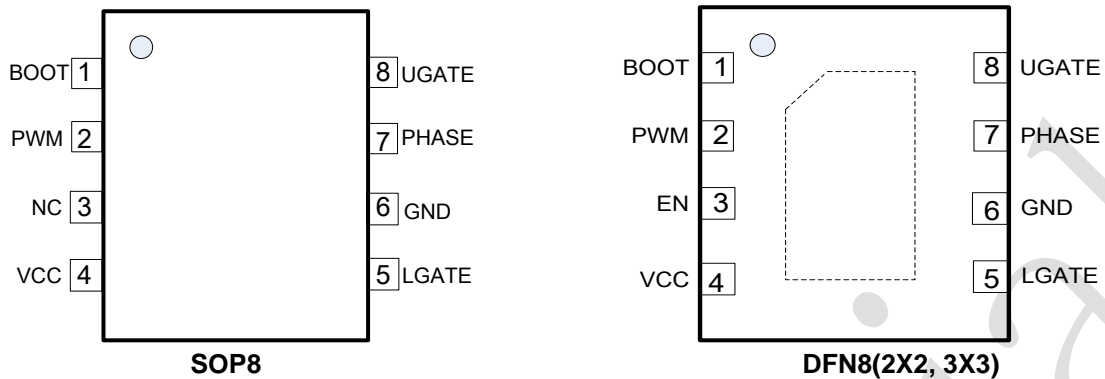 BOOT 1 8 UGATE
PWM 2 7 PHASE
NC 3 6 GND
VCC 4 5 LGATE
SOP8
BOOT 1 8 UGATE
PWM 2 7 PHASE
EN 3 6 GND
VCC 4 5 LGATE
DFN8(2X2, 3X3)